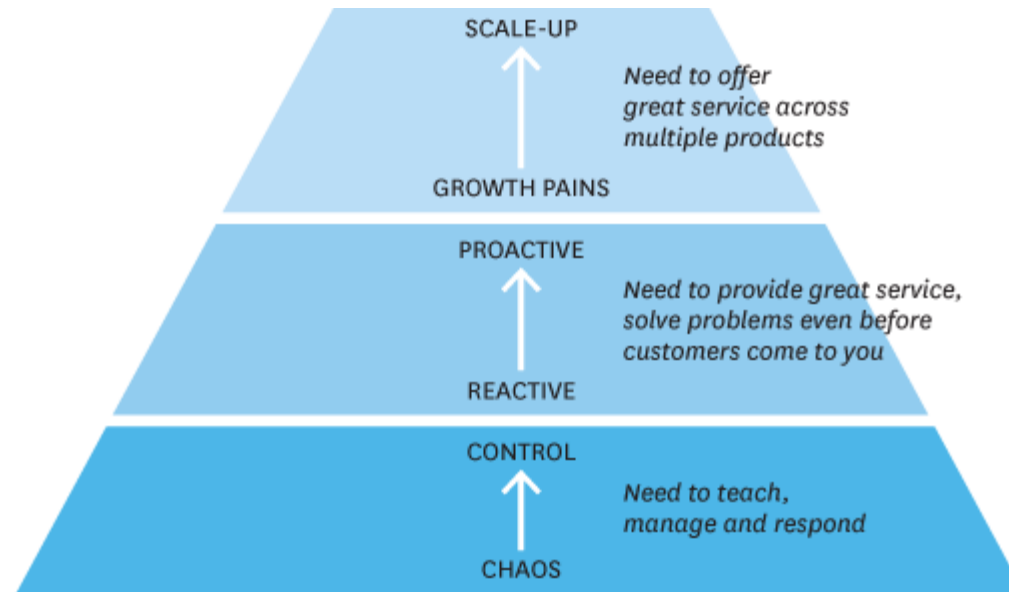 SCALE-UP
Need to offer
great service across
multiple products
GROWTH PAINS
PROACTIVE
Need to provide great service,
solve problems even before
customers come to you
REACTIVE
CONTROL
Need to teach,
manage and respond
CHAOS